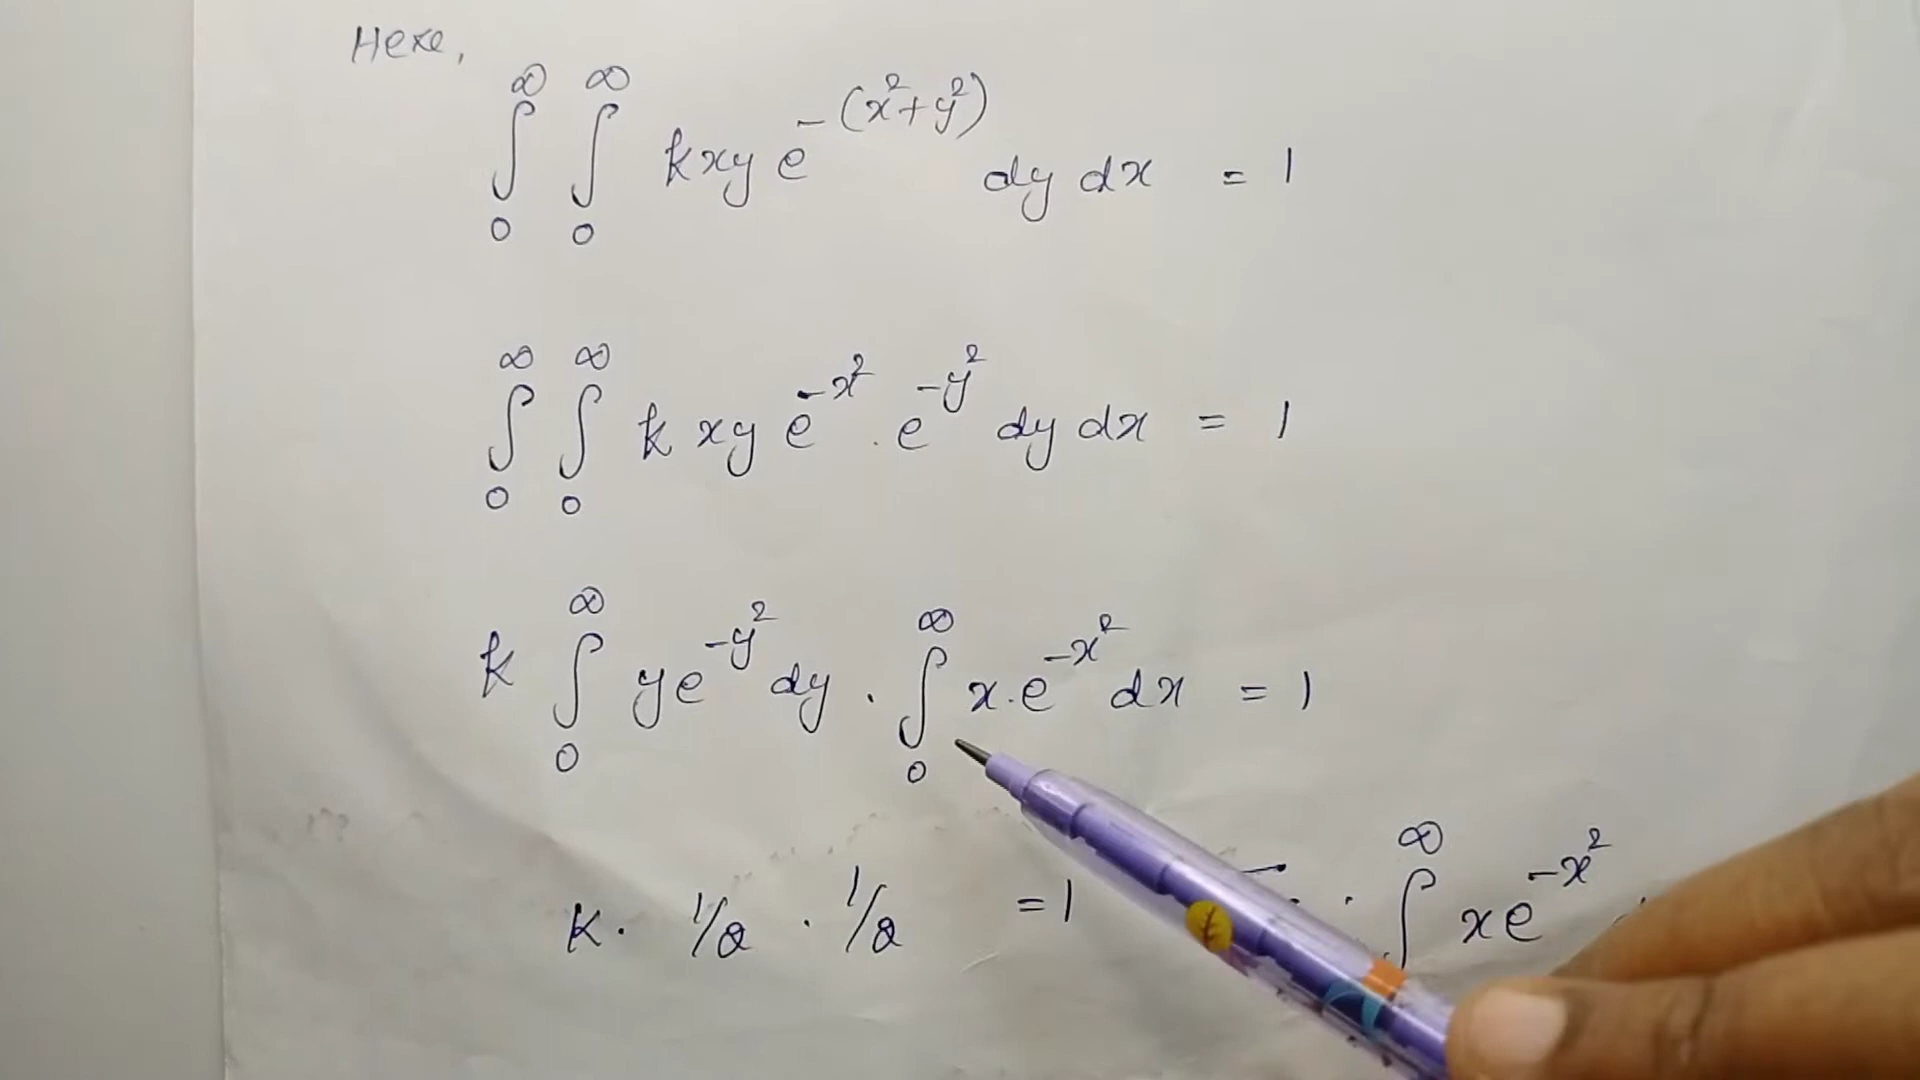 Here,
∫₀^∞ ∫₀^∞ kxy e^-(x²+y²) dy dx = 1
∫₀^∞ ∫₀^∞ k xy e^-x² . e^-y² dy dx = 1
k ∫₀^∞ ye^-y² dy . ∫₀^∞ x.e^-x² dx = 1
K. 1/2 . 1/2 = 1 ∵ ∫^∞ xe^-x²